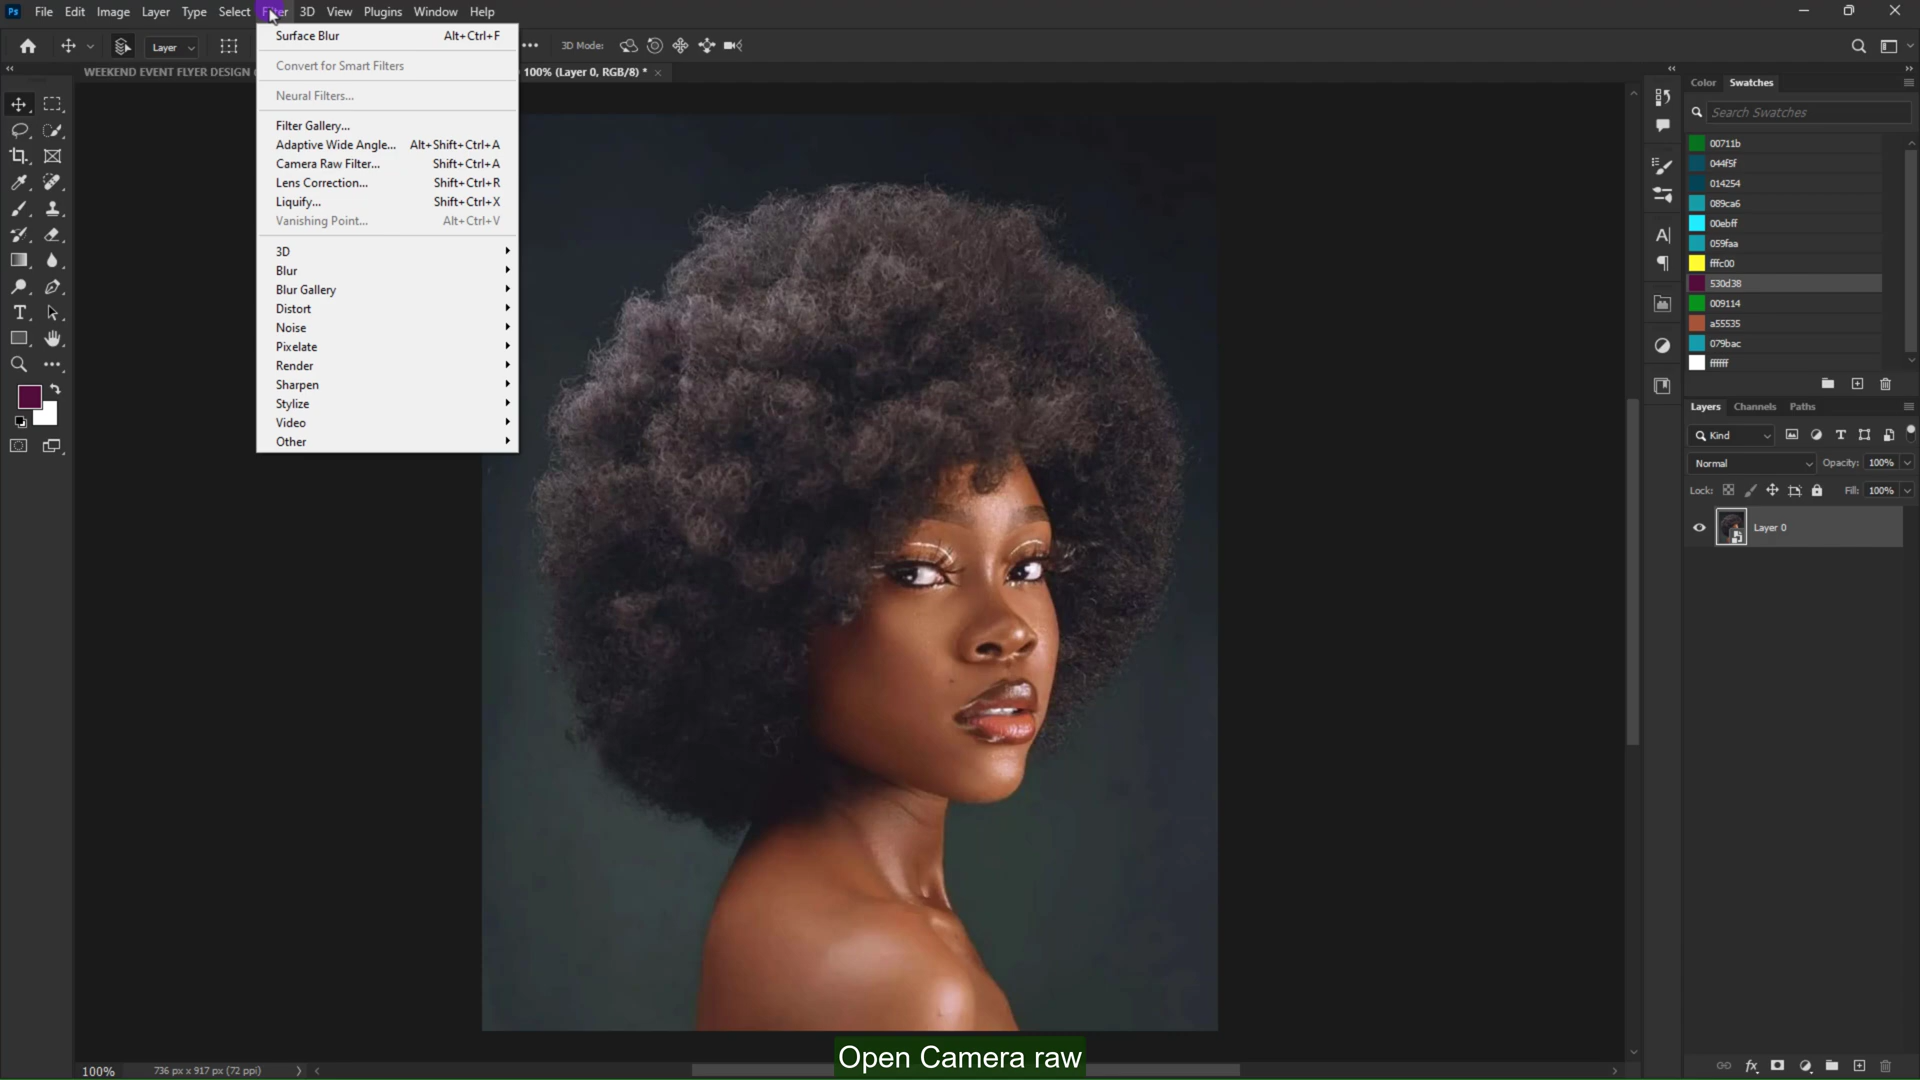 Ps File Edit Image Layer Type Select Filter 3D View Plugins Window Help
Layer 3D Mode:
WEEKEND EVENT FLYER DESIGN 100% (Layer 0, RGB/8) *
Surface Blur Alt+Ctrl+F
Convert for Smart Filters
Neural Filters...
Filter Gallery...
Adaptive Wide Angle... Alt+Shift+Ctrl+A
Camera Raw Filter... Shift+Ctrl+A
Lens Correction... Shift+Ctrl+R
Liquify... Shift+Ctrl+X
Vanishing Point... Alt+Ctrl+V
3D
Blur
Blur Gallery
Distort
Noise
Pixelate
Render
Sharpen
Stylize
Video
Other
Color Swatches
Search Swatches
00711b
044f5f
014254
089ca6
00ebff
059faa
fffc00
530d38
009114
a55535
079bac
ffffff
Layers Channels Paths
Kind
Normal Opacity: 100%
Lock: Fill: 100%
Layer 0
Open Camera raw
100% 736 px x 917 px (72 ppi)